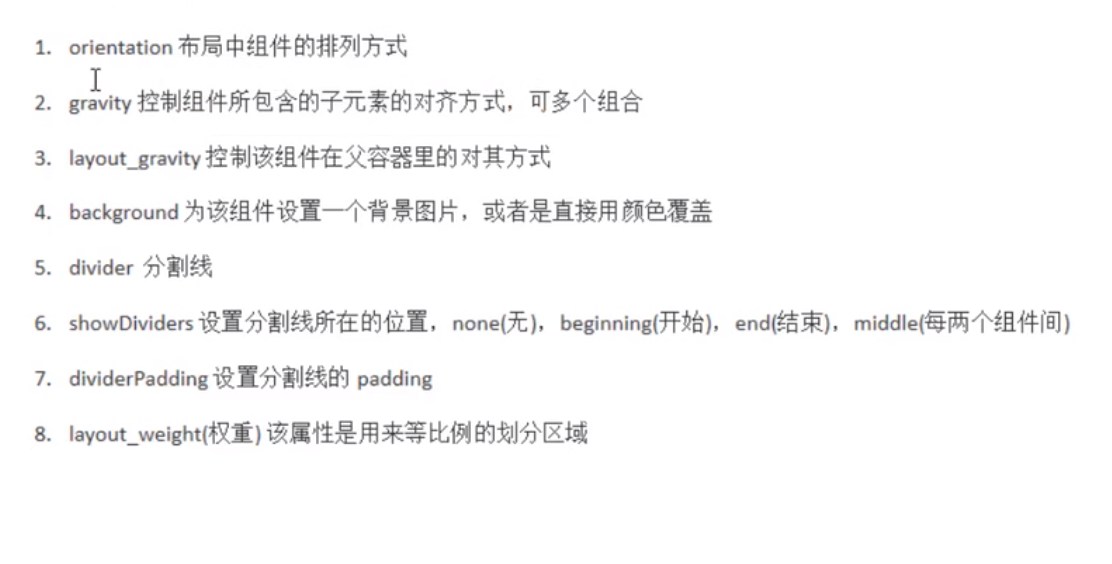 1. orientation 布局中组件的排列方式
2. gravity 控制组件所包含的子元素的对齐方式，可多个组合
3. layout_gravity 控制该组件在父容器里的对其方式
4. background 为该组件设置一个背景图片，或者是直接用颜色覆盖
5. divider 分割线
6. showDividers 设置分割线所在的位置，none(无)，beginning(开始)，end(结束)，middle(每两个组件间)
7. dividerPadding 设置分割线的 padding
8. layout_weight(权重) 该属性是用来等比例的划分区域